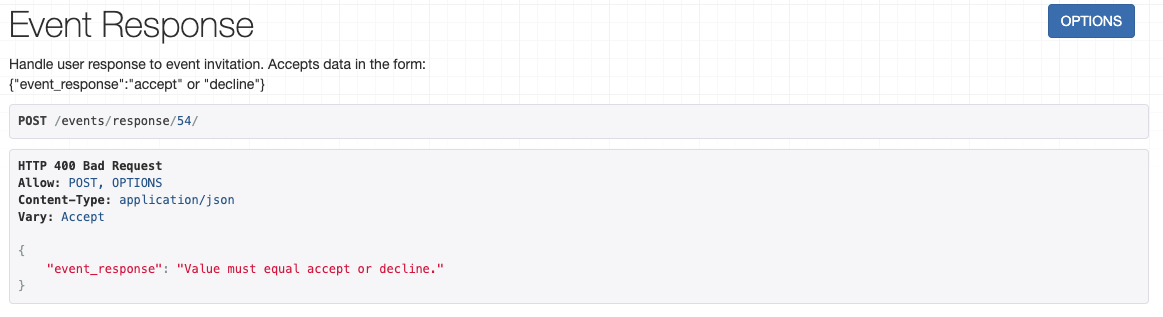 Event Response
OPTIONS
Handle user response to event invitation. Accepts data in the form:
{"event_response":"accept" or "decline"}
POST /events/response/54/
HTTP 400 Bad Request
Allow: POST, OPTIONS
Content-Type: application/json
Vary: Accept
{
    "event_response": "Value must equal accept or decline."
}